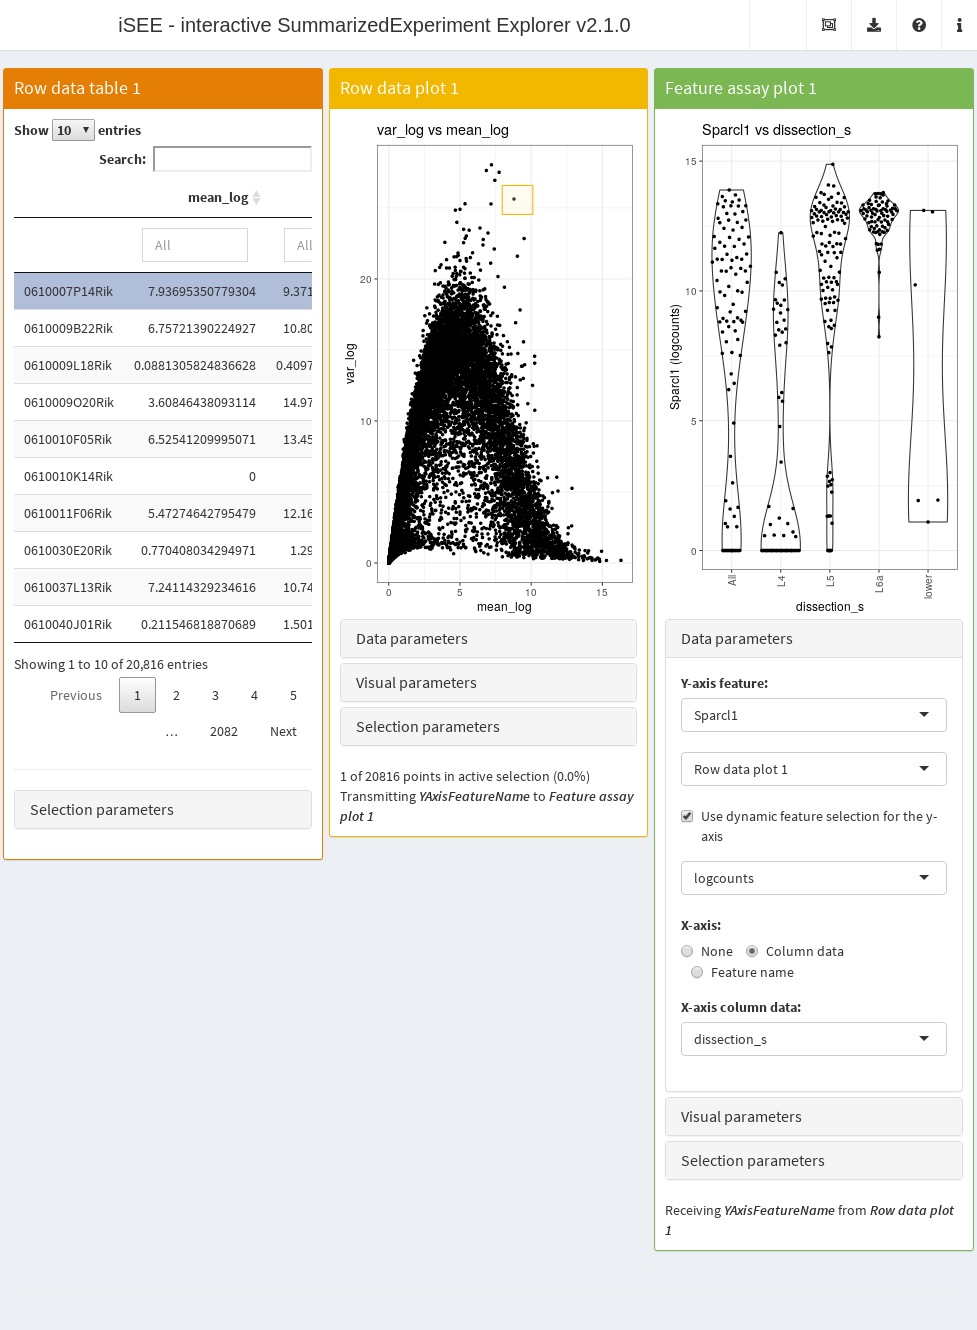 iSEE - interactive SummarizedExperiment Explorer v2.1.0
Row data table 1
Show 10 entries
Search:
mean_log
All All
0610007P14Rik 7.93695350779304 9.371
0610009B22Rik 6.75721390224927 10.80
0610009L18Rik 0.0881305824836628 0.4097
0610009O20Rik 3.60846438093114 14.97
0610010F05Rik 6.52541209995071 13.45
0610010K14Rik 0
0610011F06Rik 5.47274642795479 12.16
0610030E20Rik 0.770408034294971 1.29
0610037L13Rik 7.24114329234616 10.74
0610040J01Rik 0.211546818870689 1.501
Showing 1 to 10 of 20,816 entries
Previous 1 2 3 4 5
… 2082 Next
Selection parameters
Row data plot 1
var_log vs mean_log
var_log
20
10
0
0 5 10 15
mean_log
Data parameters
Visual parameters
Selection parameters
1 of 20816 points in active selection (0.0%)
Transmitting YAxisFeatureName to Feature assay
plot 1
Feature assay plot 1
Sparcl1 vs dissection_s
Sparcl1 (logcounts)
15
10
5
0
All L4 L5 L6a lower
dissection_s
Data parameters
Y-axis feature:
Sparcl1
Row data plot 1
Use dynamic feature selection for the y-
axis
logcounts
X-axis:
None Column data
Feature name
X-axis column data:
dissection_s
Visual parameters
Selection parameters
Receiving YAxisFeatureName from Row data plot
1